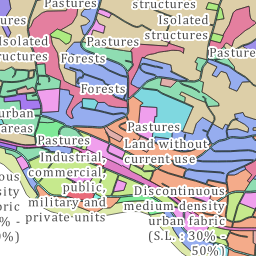 Pastures
structures
Isolated
structures
Pastures
Isolated
structures
Pastures
Forests
Forests
urban
areas
Pastures
Pastures
Land without
current use
Industrial,
commercial,
public,
military and
private units
Discontinuous
medium density
urban fabric
(S.L. : 30% -
50%)